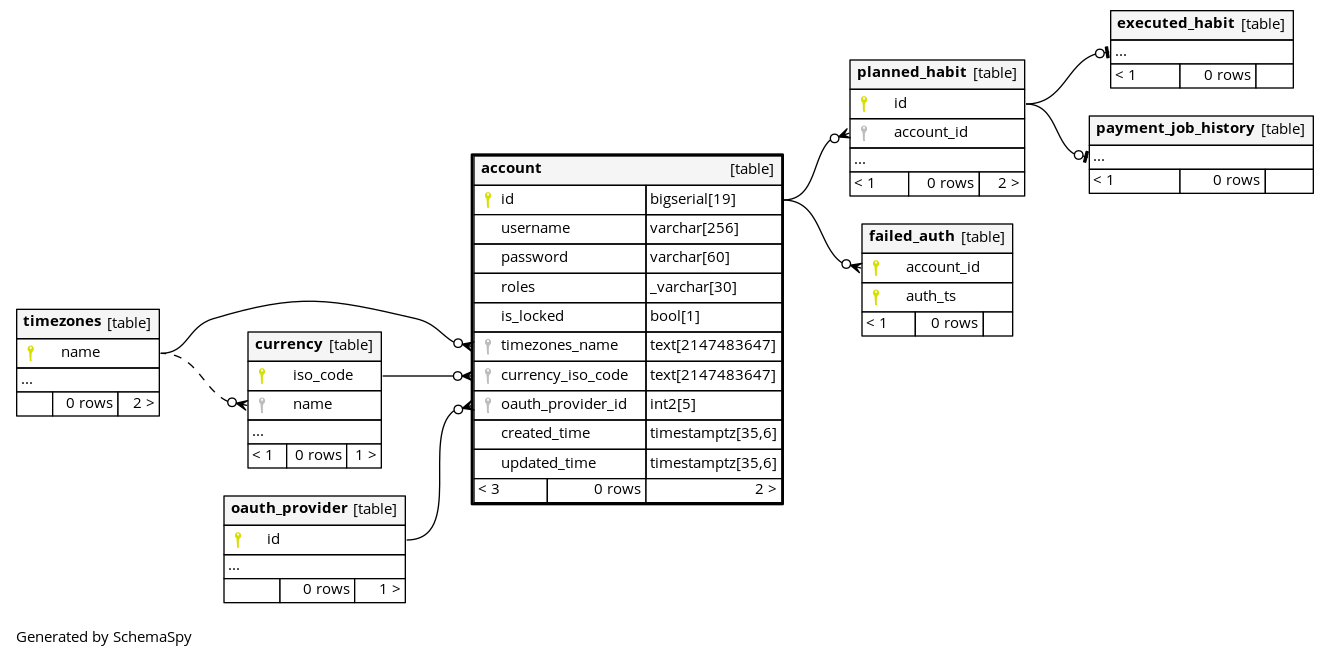 executed_habit [table]
...
< 1 0 rows
planned_habit [table]
id
account_id
...
< 1 0 rows 2 >
payment_job_history [table]
...
< 1 0 rows
account [table]
id bigserial[19]
username varchar[256]
password varchar[60]
roles _varchar[30]
is_locked bool[1]
timezones_name text[2147483647]
currency_iso_code text[2147483647]
oauth_provider_id int2[5]
created_time timestamptz[35,6]
updated_time timestamptz[35,6]
< 3 0 rows 2 >
failed_auth [table]
account_id
auth_ts
< 1 0 rows
timezones [table]
name
...
0 rows 2 >
currency [table]
iso_code
name
...
< 1 0 rows 1 >
oauth_provider [table]
id
...
0 rows 1 >
Generated by SchemaSpy